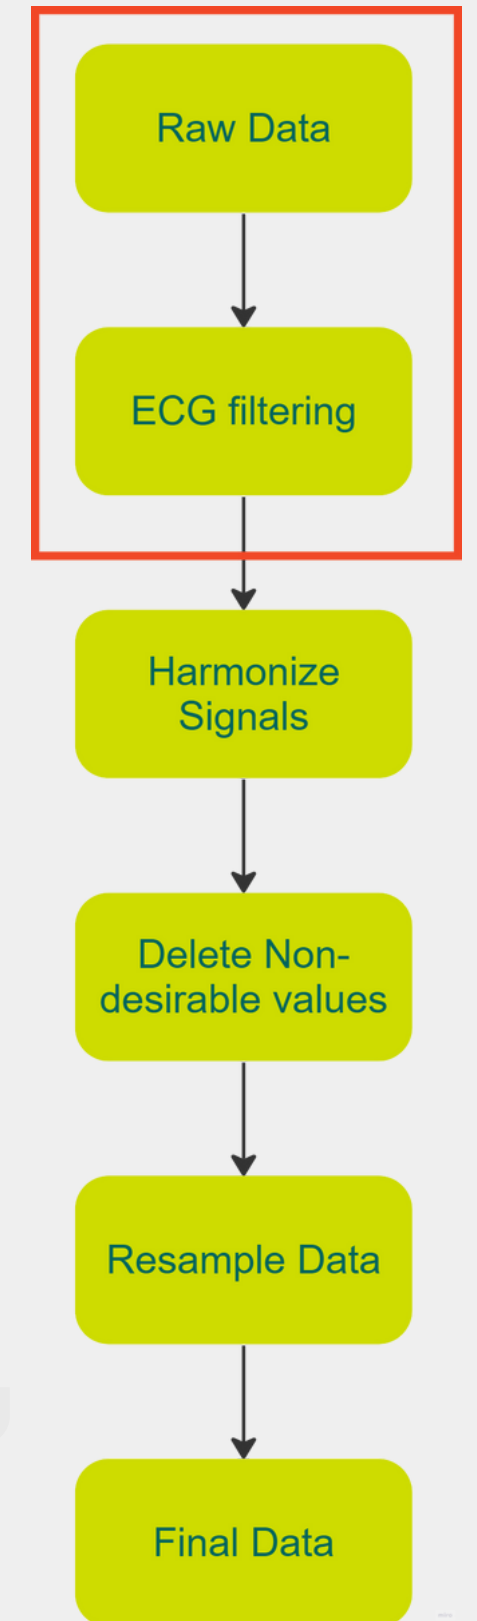 Raw Data
ECG filtering
Harmonize
Signals
Delete Non-
desirable values
Resample Data
Final Data